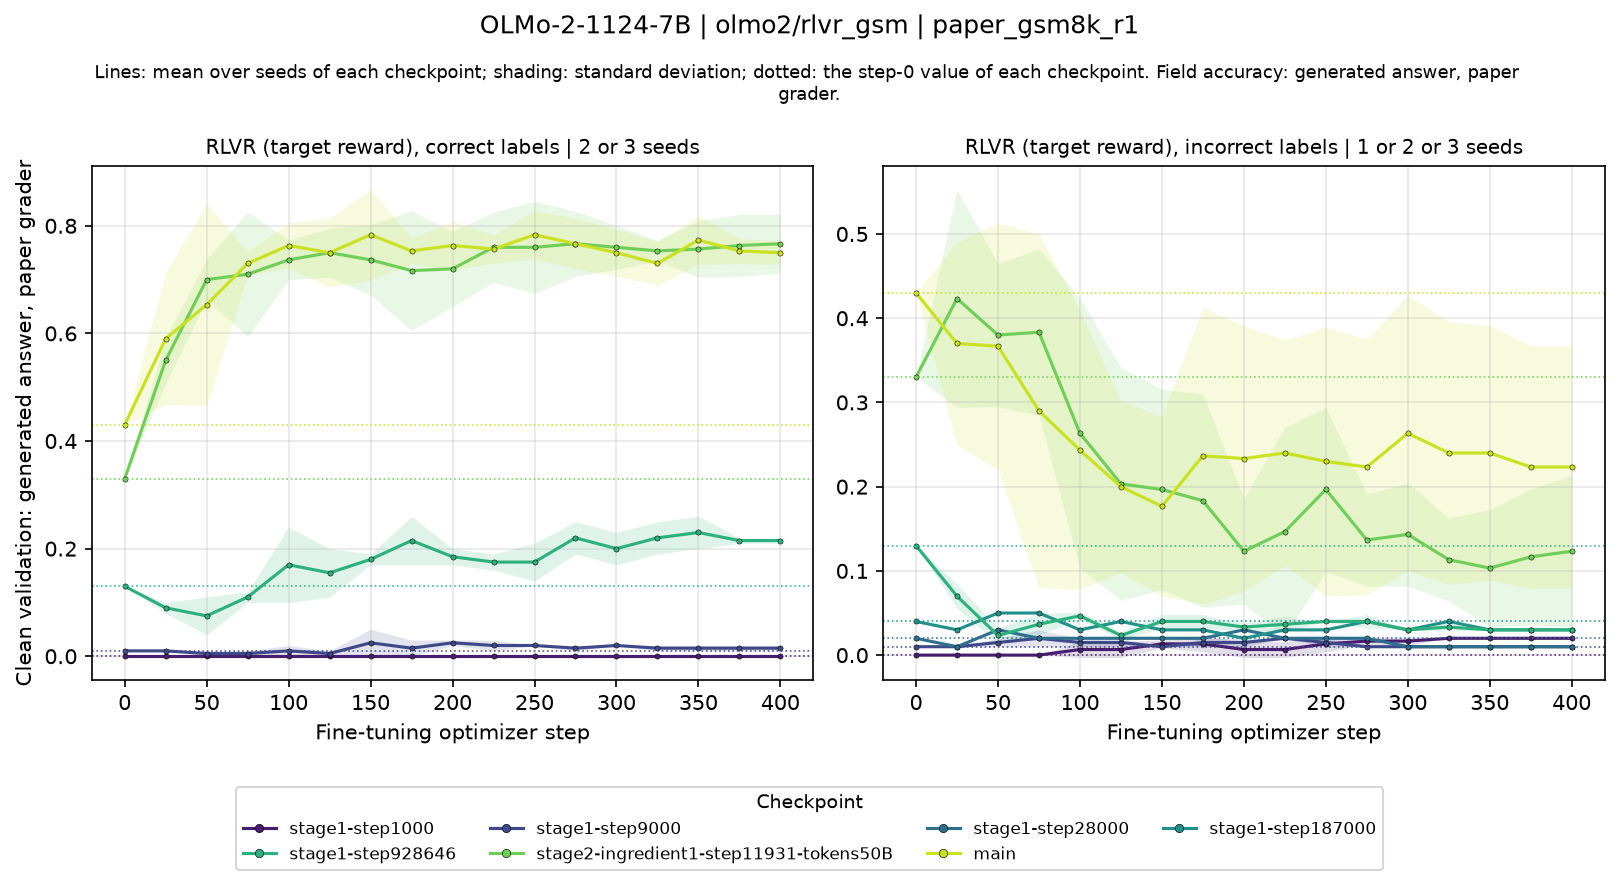 OLMo-2-1124-7B | olmo2/rlvr_gsm | paper_gsm8k_r1
Lines: mean over seeds of each checkpoint; shading: standard deviation; dotted: the step-0 value of each checkpoint. Field accuracy: generated answer, paper
grader.
RLVR (target reward), correct labels | 2 or 3 seeds
Clean validation: generated answer, paper grader
0.8
0.6
0.4
0.2
0.0
0 50 100 150 200 250 300 350 400
Fine-tuning optimizer step
RLVR (target reward), incorrect labels | 1 or 2 or 3 seeds
0.5
0.4
0.3
0.2
0.1
0.0
0 50 100 150 200 250 300 350 400
Fine-tuning optimizer step
Checkpoint
stage1-step1000 stage1-step9000 stage1-step28000 stage1-step187000
stage1-step928646 stage2-ingredient1-step11931-tokens50B main